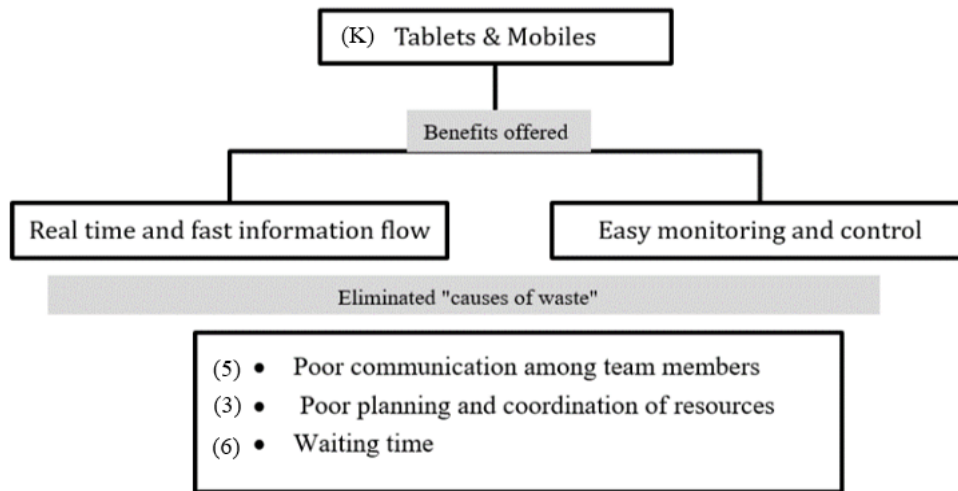 (K) Tablets & Mobiles
Benefits offered
Real time and fast information flow
Easy monitoring and control
Eliminated "causes of waste"
(5) • Poor communication among team members
(3) • Poor planning and coordination of resources
(6) • Waiting time